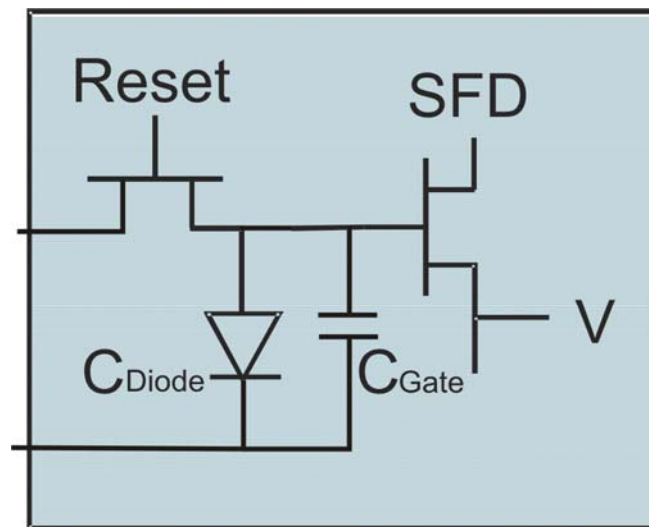 Reset
SFD
V
CDiode
CGate